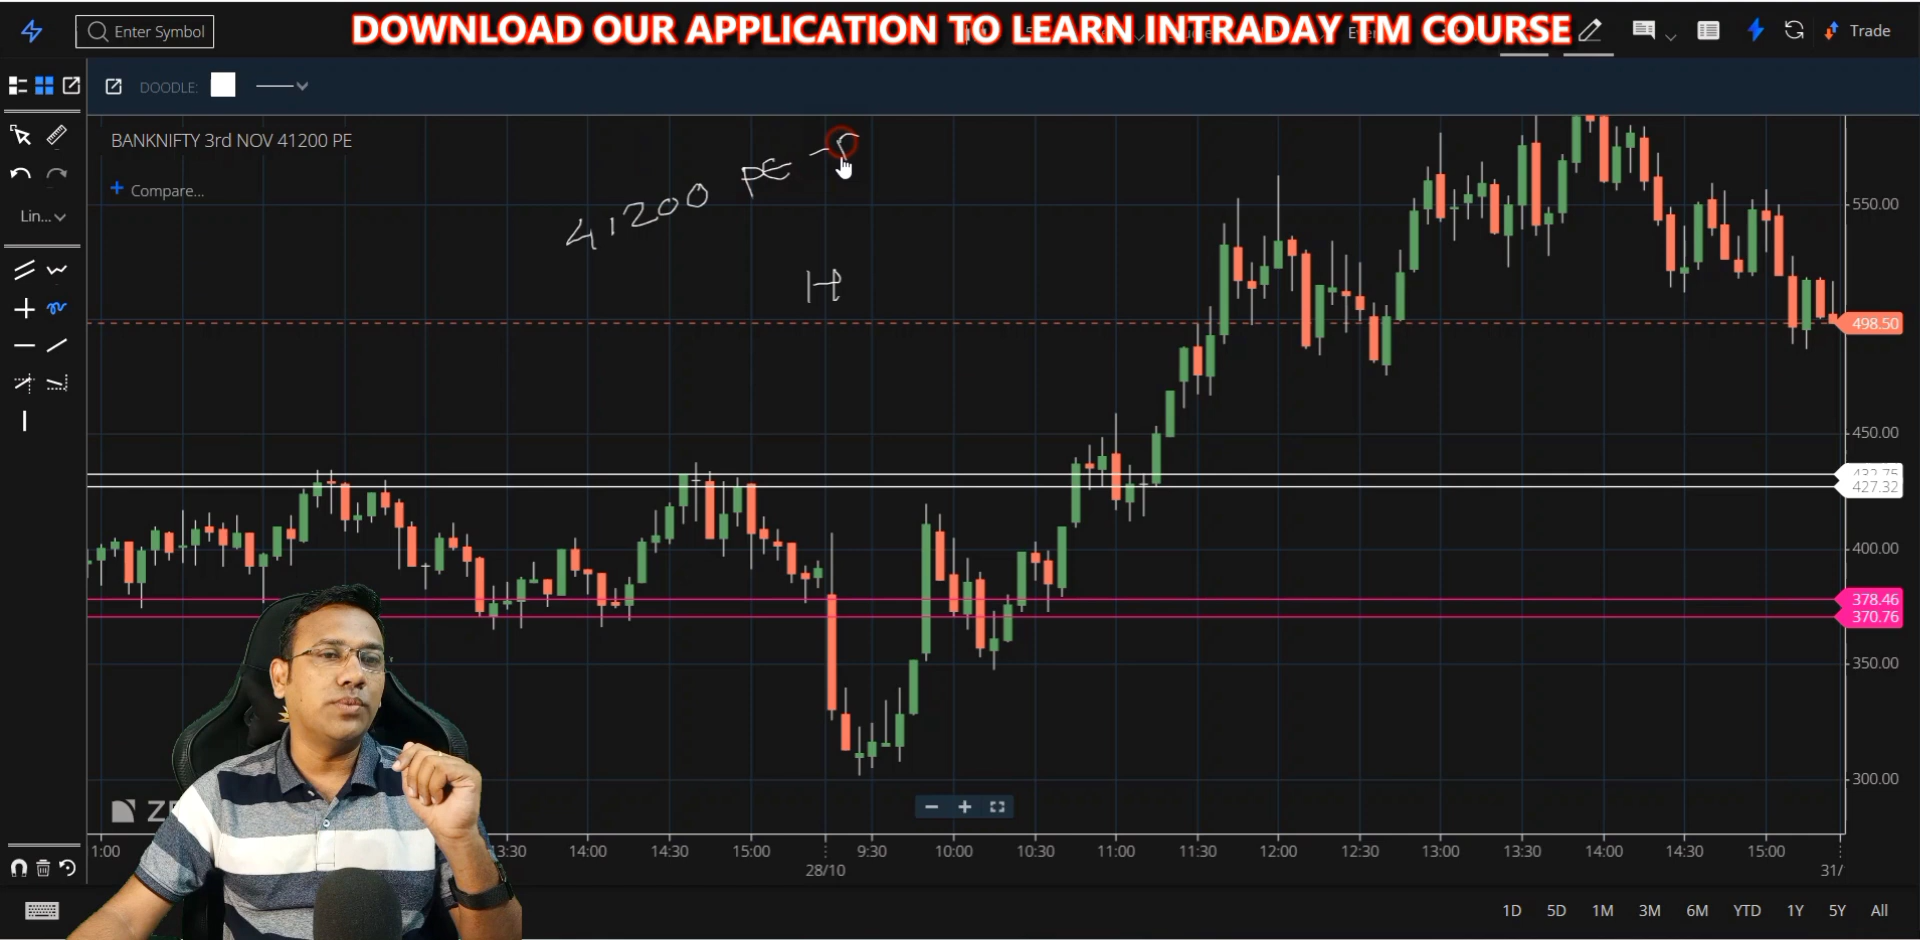 DOWNLOAD OUR APPLICATION TO LEARN INTRADAY TM COURSE
Enter Symbol
Trade
DOODLE:
BANKNIFTY 3rd NOV 41200 PE
Compare...
Lin...
41200 PE -
H
550.00
498.50
450.00
432.75
427.32
400.00
378.46
370.76
350.00
300.00
1:00 13:30 14:00 14:30 15:00 9:30 10:00 10:30 11:00 11:30 12:00 12:30 13:00 13:30 14:00 14:30 15:00
28/10 31/
1D 5D 1M 3M 6M YTD 1Y 5Y All